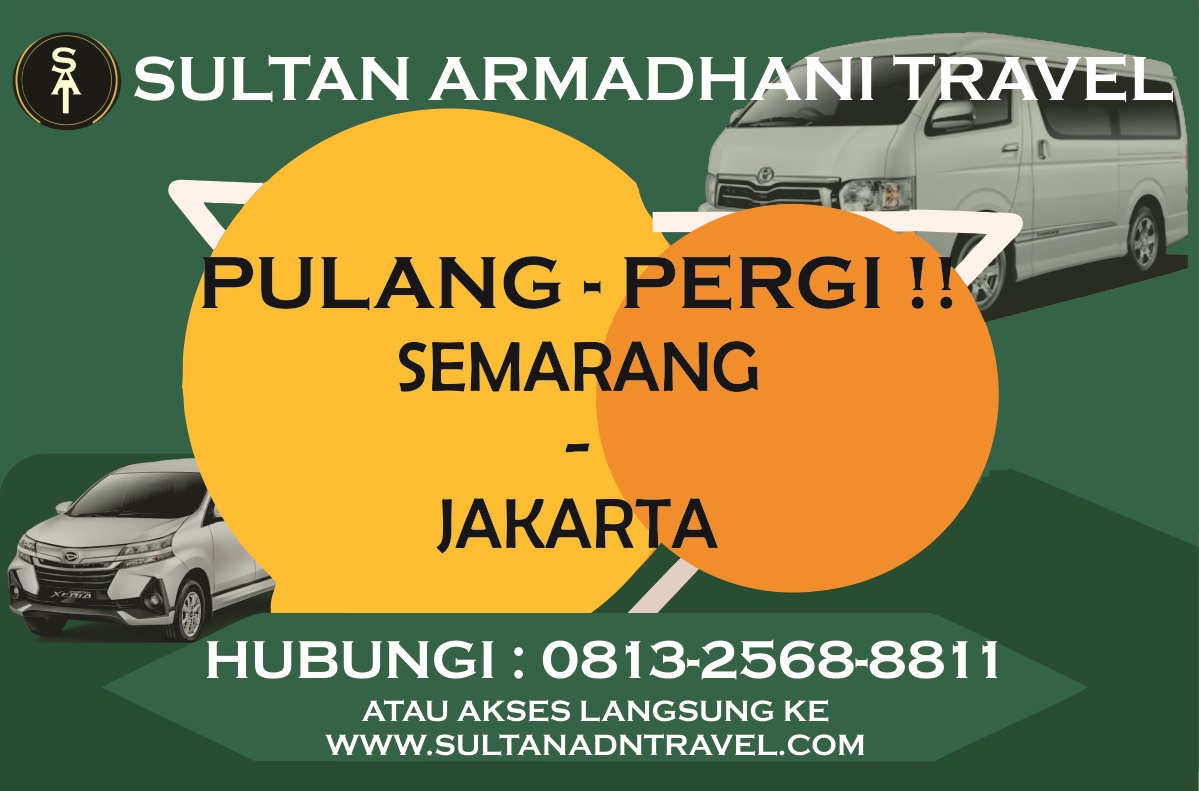 SAT
SULTAN ARMADHANI TRAVEL
PULANG - PERGI !!
SEMARANG
-
JAKARTA
XENIA
HUBUNGI : 0813-2568-8811
ATAU AKSES LANGSUNG KE
WWW.SULTANADNTRAVEL.COM